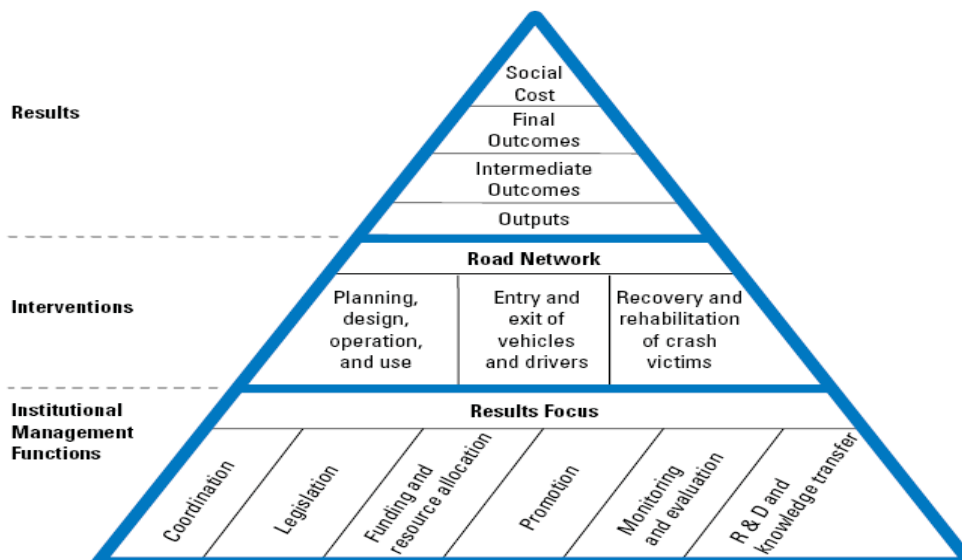 Results
Social
Cost
Final
Outcomes
Intermediate
Outcomes
Outputs
Interventions
Road Network
Planning,
design,
operation,
and use
Entry and
exit of
vehicles
and drivers
Recovery and
rehabilitation
of crash
victims
Institutional
Management
Functions
Results Focus
Coordination
Legislation
Funding and
resource allocation
Promotion
Monitoring
and evaluation
R & D and
knowledge transfer